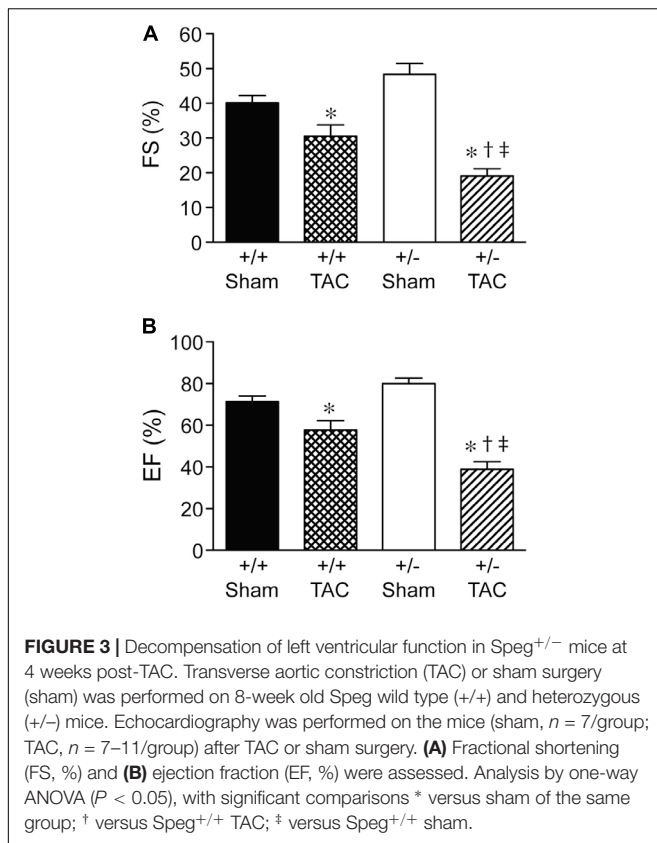 A
60
50
40
30
20
10
0
FS (%)
*
* † ‡
+/+ +/+ +/- +/-
Sham TAC Sham TAC
B
100
80
60
40
20
0
EF (%)
*
* † ‡
+/+ +/+ +/- +/-
Sham TAC Sham TAC
FIGURE 3 | Decompensation of left ventricular function in Speg+/− mice at
4 weeks post-TAC. Transverse aortic constriction (TAC) or sham surgery
(sham) was performed on 8-week old Speg wild type (+/+) and heterozygous
(+/–) mice. Echocardiography was performed on the mice (sham, n = 7/group;
TAC, n = 7–11/group) after TAC or sham surgery. (A) Fractional shortening
(FS, %) and (B) ejection fraction (EF, %) were assessed. Analysis by one-way
ANOVA (P < 0.05), with significant comparisons * versus sham of the same
group; † versus Speg+/+ TAC; ‡ versus Speg+/+ sham.